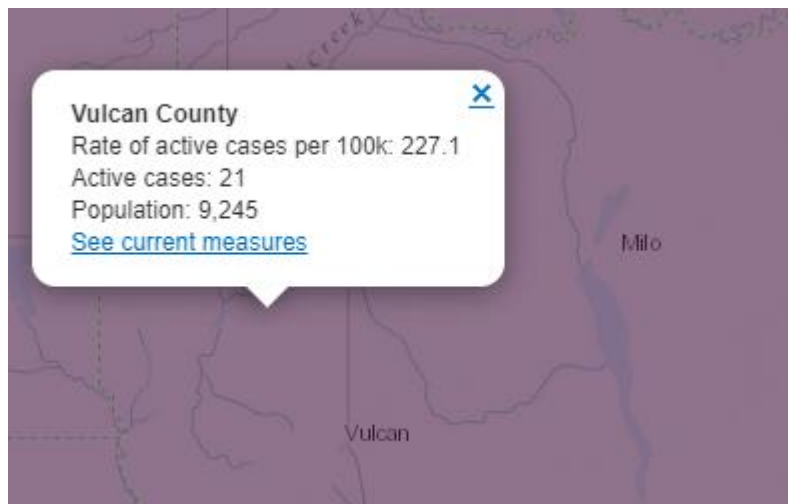 Creek
×
Vulcan County
Rate of active cases per 100k: 227.1
Active cases: 21
Population: 9,245
See current measures
Milo
Vulcan